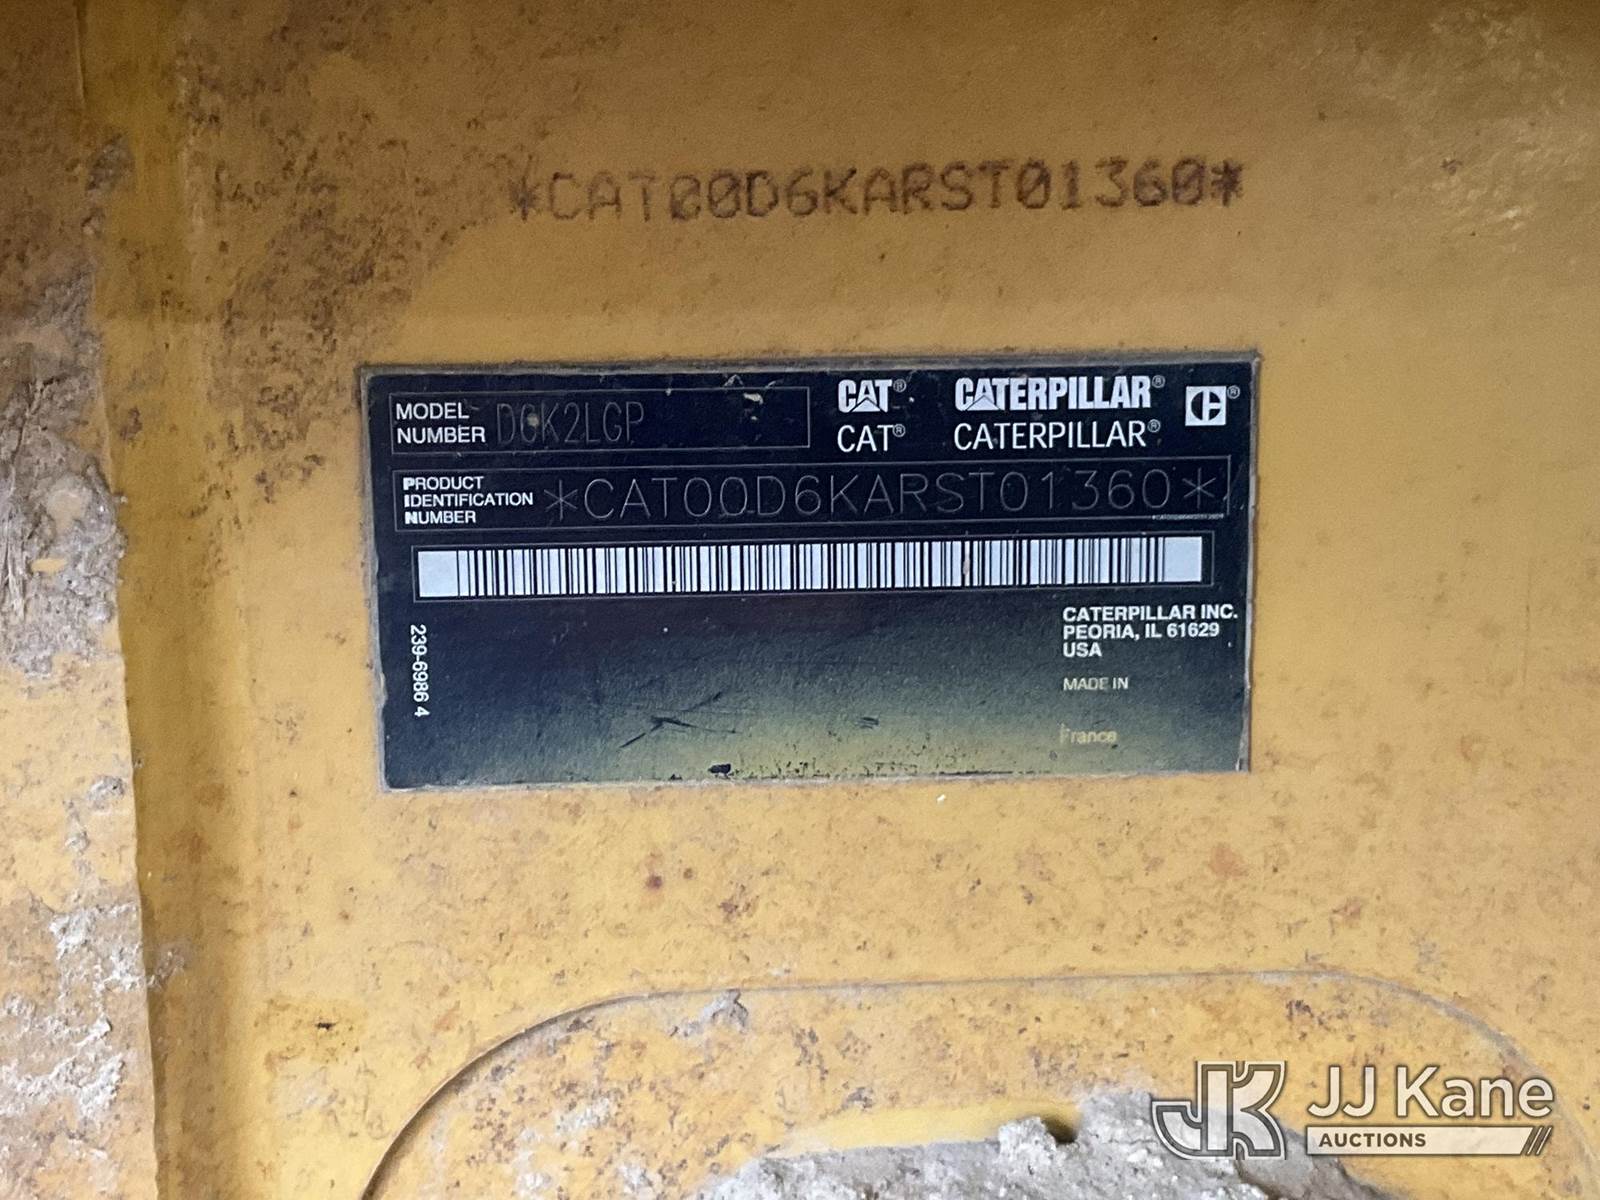 *CAT00D6KARST01360*
MODEL NUMBER D6K2LGP
CAT® CATERPILLAR®
CAT® CATERPILLAR®
PRODUCT
IDENTIFICATION
NUMBER
*CAT00D6KARST01360*
239-6986 4
CATERPILLAR INC.
PEORIA, IL 61629
USA
MADE IN
France
JJ Kane
AUCTIONS